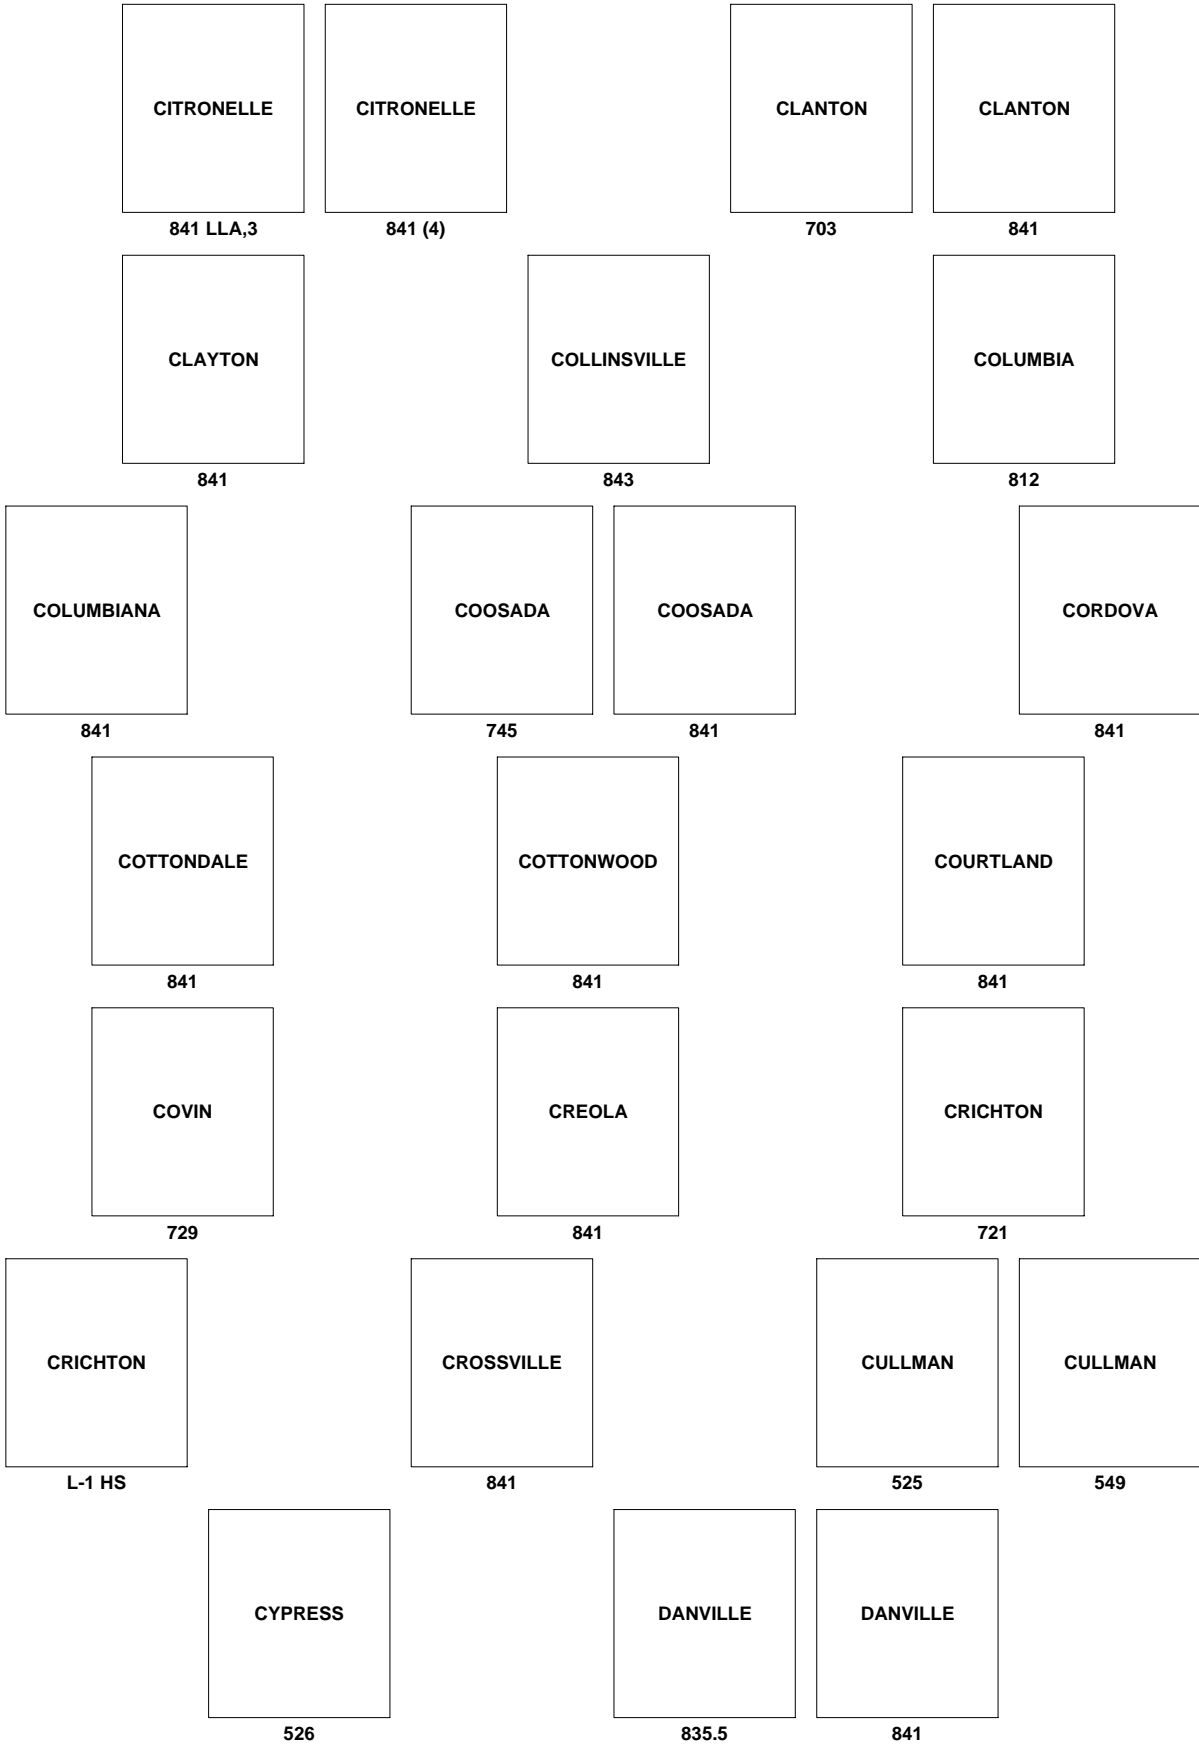 CITRONELLE CITRONELLE CLANTON CLANTON
841 LLA,3 841 (4) 703 841
CLAYTON COLLINSVILLE COLUMBIA
841 843 812
COLUMBIANA COOSADA COOSADA CORDOVA
841 745 841 841
COTTONDALE COTTONWOOD COURTLAND
841 841 841
COVIN CREOLA CRICHTON
729 841 721
CRICHTON CROSSVILLE CULLMAN CULLMAN
L-1 HS 841 525 549
CYPRESS DANVILLE DANVILLE
526 835.5 841